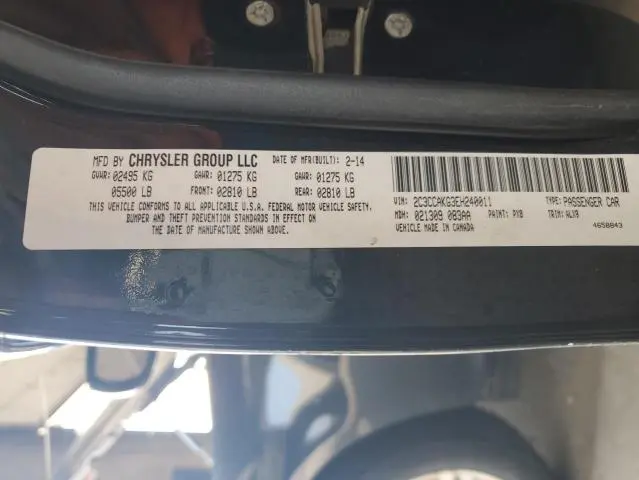 MFD BY CHRYSLER GROUP LLC DATE OF MFR(BUILT): 2-14
GVWR: 02495 KG GAWR: 01275 KG GAWR: 01275 KG
05500 LB FRONT: 02810 LB REAR: 02810 LB
THIS VEHICLE CONFORMS TO ALL APPLICABLE U.S.A. FEDERAL MOTOR VEHICLE SAFETY,
BUMPER AND THEFT PREVENTION STANDARDS IN EFFECT ON
THE DATE OF MANUFACTURE SHOWN ABOVE.
VIN: 2C3CCAKG3EH240011 TYPE: PASSENGER CAR
MDH: 021309 083AA PAINT: PXB TRIM: ALX9
VEHICLE MADE IN CANADA 4658843